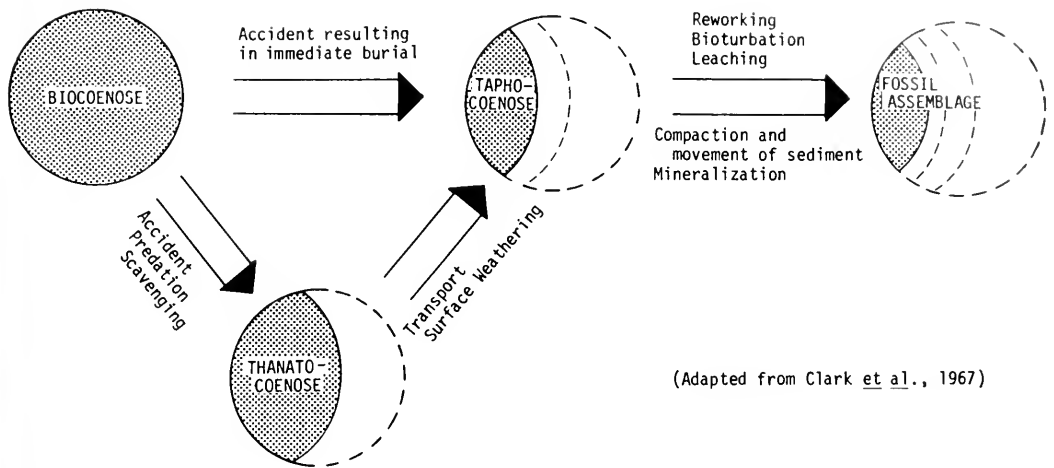 BIOCOENOSE
Accident resulting
in immediate burial
TAPHO-
COENOSE
Reworking
Bioturbation
Leaching
Compaction and
movement of sediment
Mineralization
FOSSIL
ASSEMBLAGE
Accident
Predation
Scavenging
THANATO-
COENOSE
Transport
Surface Weathering
(Adapted from Clark et al., 1967)